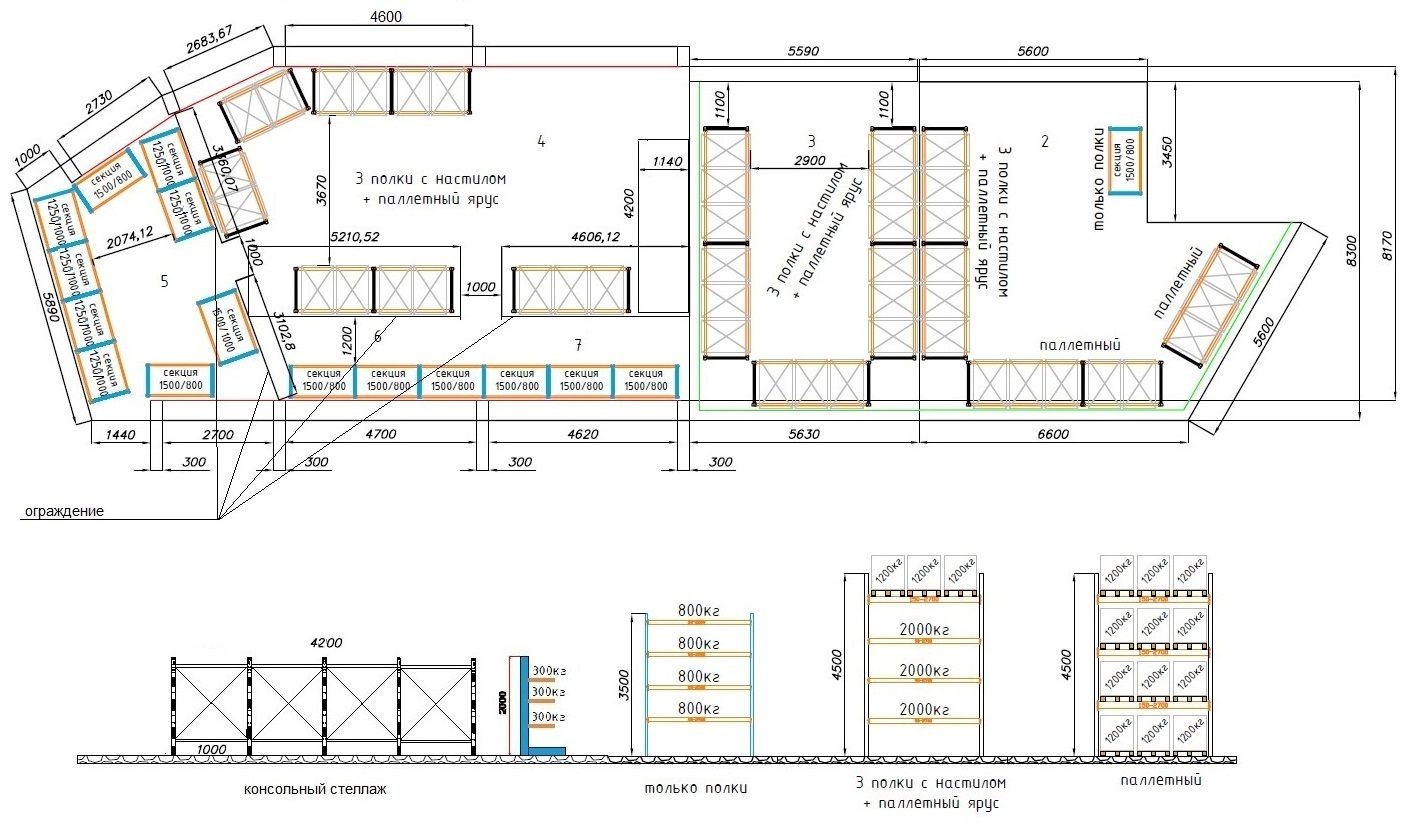 4600
2683,67
5590
5600
2730
1000
1100
1100
3450
3
2
4
2900
3670
1140
4200
3 полки с настилом
+ паллетный ярус
3 полки с настилом
+ паллетный ярус
3 полки с настилом
+ паллетный ярус
только полки
секция
1500/800
секция
1500/800
секция
1250/1000
секция
1250/1000
3360,07
секция
1250/1000
секция
1250/1000
секция
1250/1000
секция
1250/1000
2074,12
5
5890
1000
5210,52
4606,12
1000
секция
1500/1000
3102,8
6
7
1200
паллетный
паллетный
5600
8300
8170
секция
1500/800
секция
1500/800
секция
1500/800
секция
1500/800
секция
1500/800
секция
1500/800
секция
1500/800
1440
2700
4700
4620
5630
6600
300
300
300
300
ограждение
4200
1000
2000
300кг
300кг
300кг
3500
800кг
800кг
800кг
800кг
4500
1200кг
1200кг
1200кг
150-2700
2000кг
2000кг
2000кг
4500
1200кг
1200кг
1200кг
150-2700
1200кг
1200кг
1200кг
150-2700
1200кг
1200кг
1200кг
150-2700
1200кг
1200кг
1200кг
консольный стеллаж
только полки
3 полки с настилом
+ паллетный ярус
паллетный